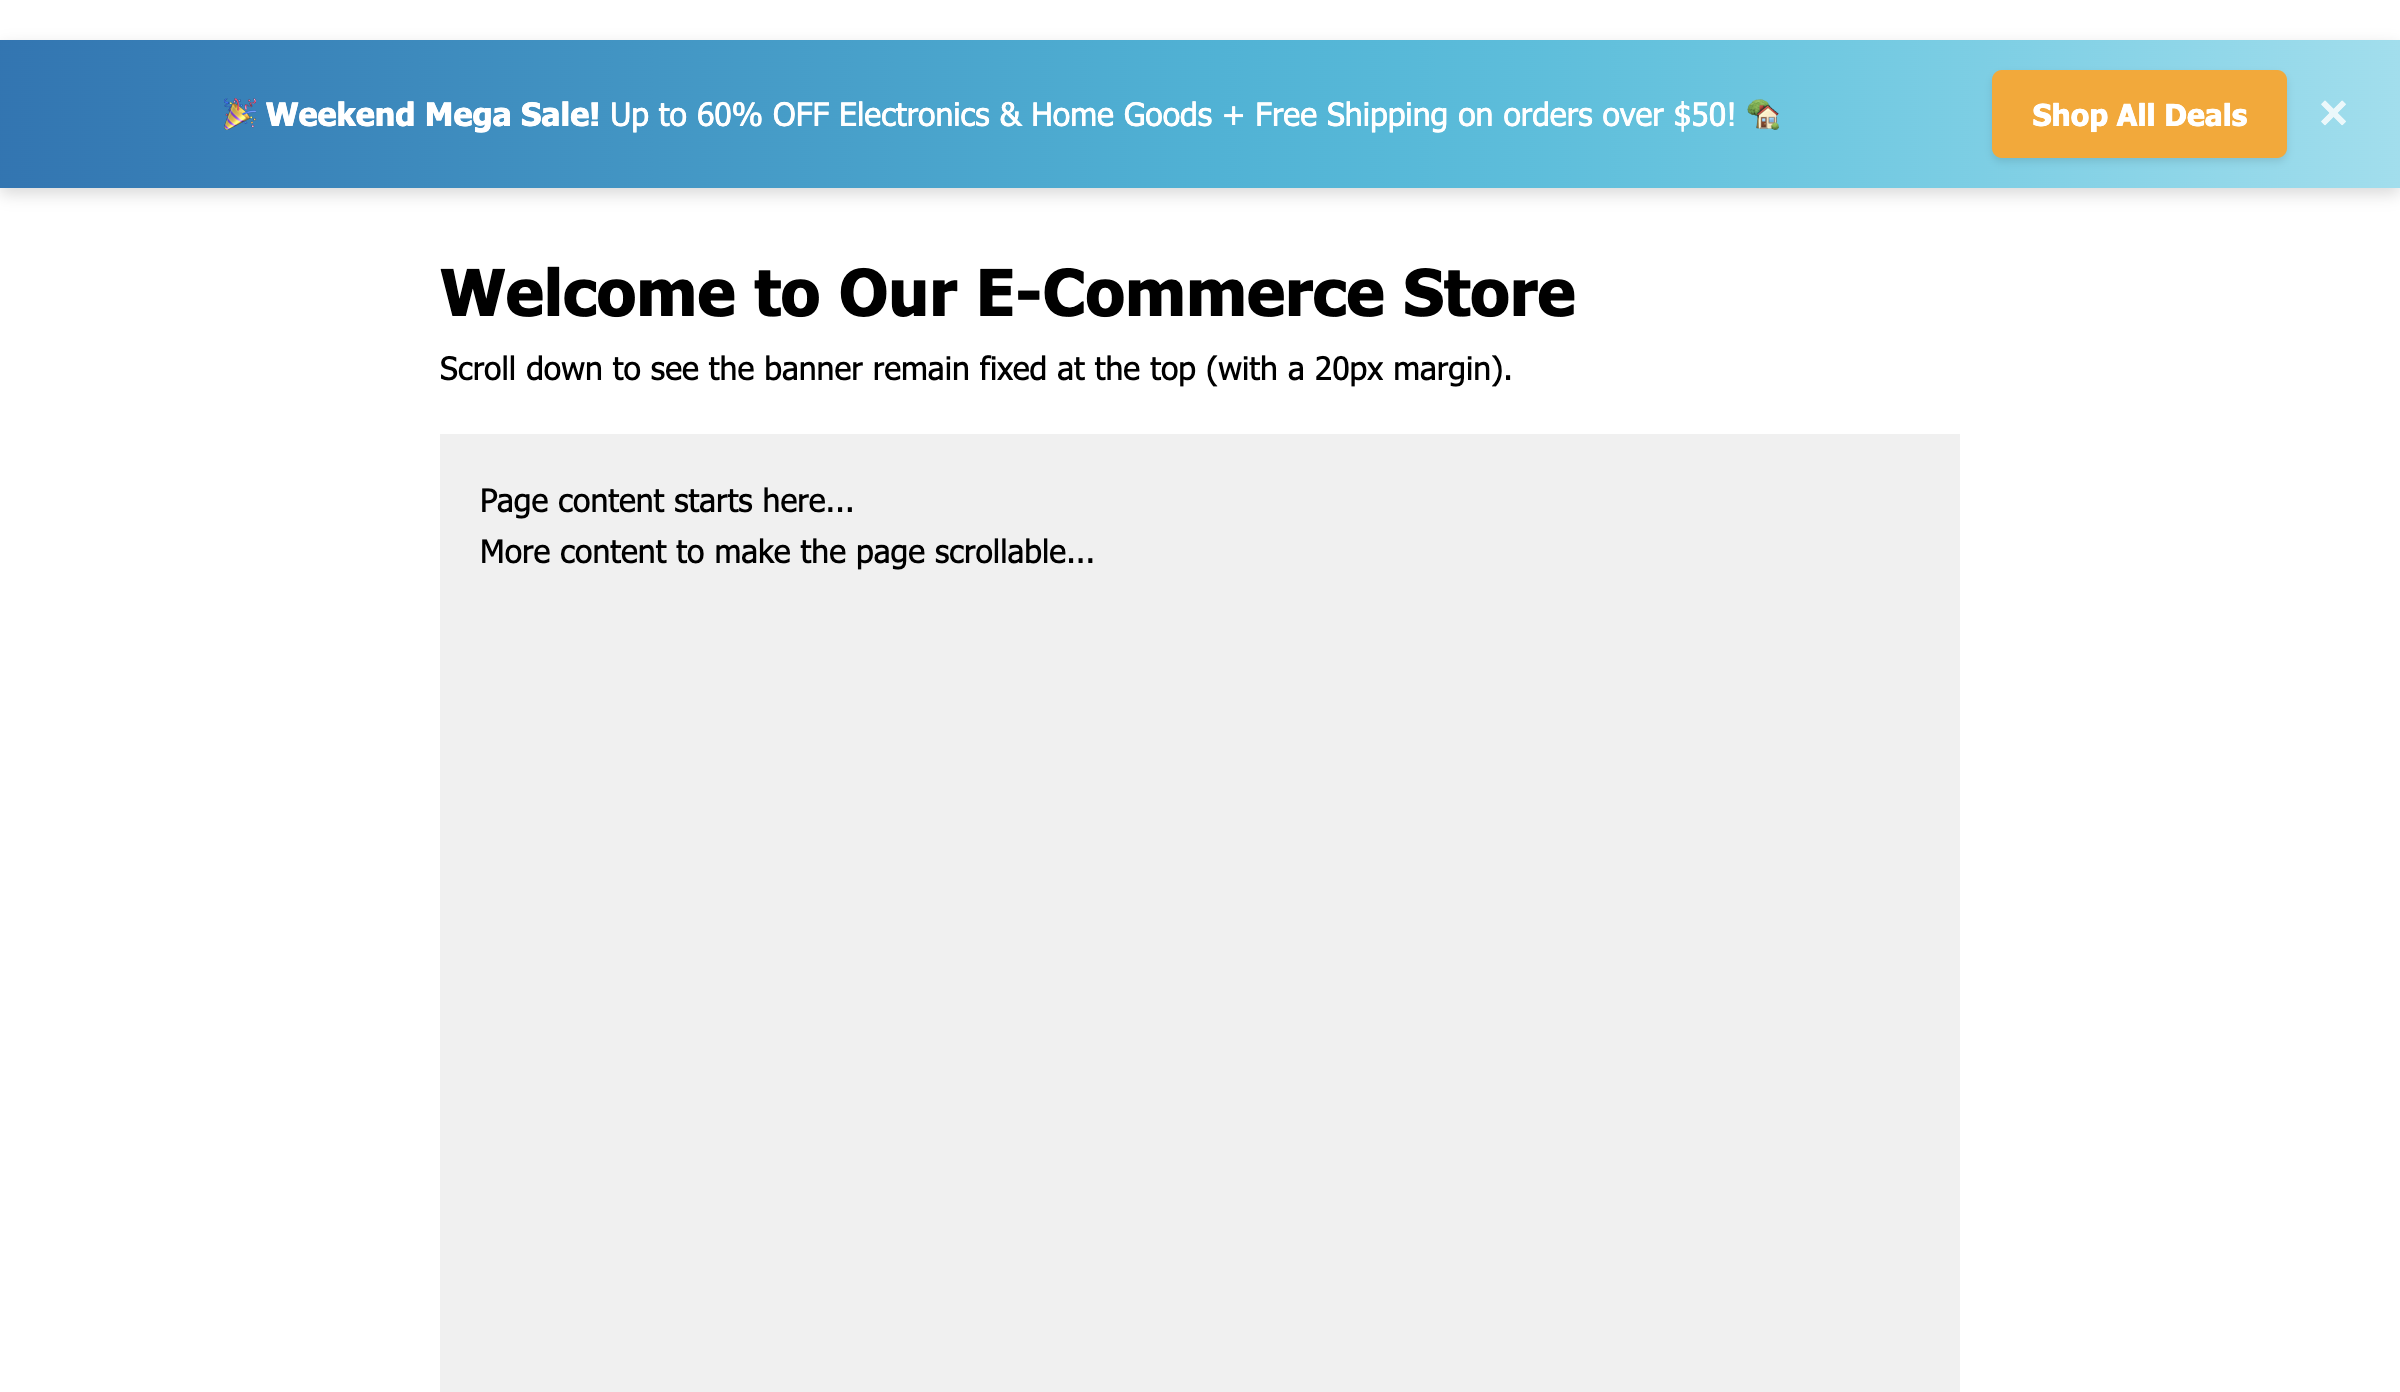 🎉 Weekend Mega Sale! Up to 60% OFF Electronics & Home Goods + Free Shipping on orders over $50! 🏡
Shop All Deals
×
Welcome to Our E-Commerce Store
Scroll down to see the banner remain fixed at the top (with a 20px margin).
Page content starts here...
More content to make the page scrollable...